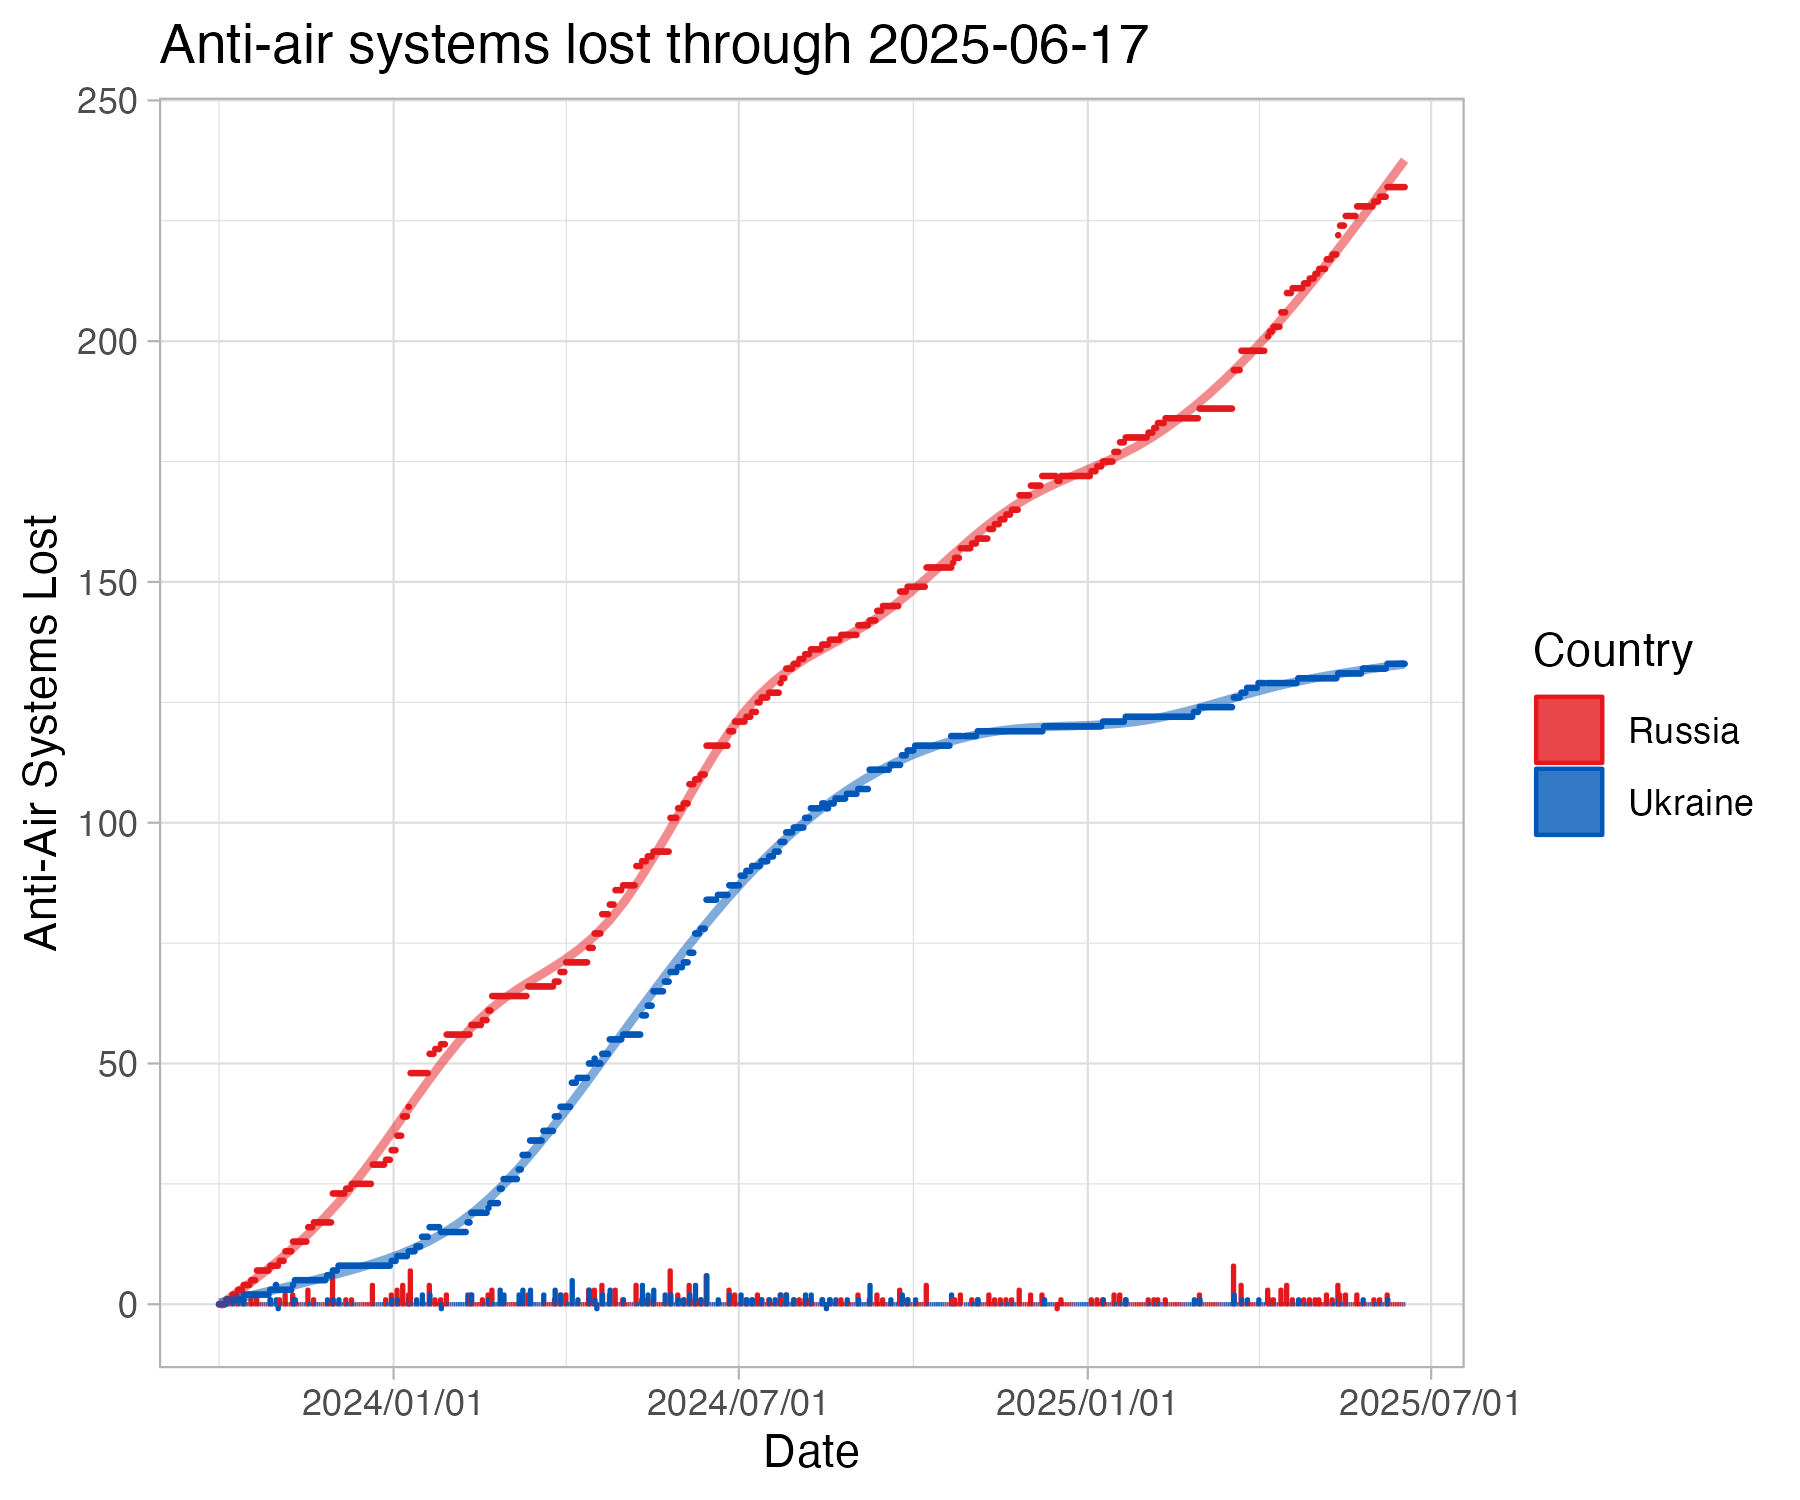 Anti-air systems lost through 2025-06-17
Anti-Air Systems Lost
250
200
150
100
50
0
2024/01/01
2024/07/01
2025/01/01
2025/07/01
Date
Country
Russia
Ukraine